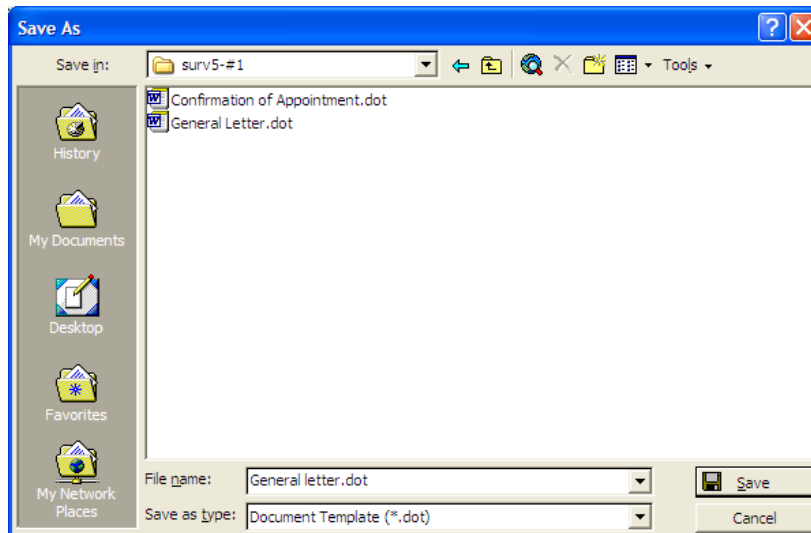 Save As
Save in:
surv5-#1
Tools
History
My Documents
Desktop
Favorites
My Network
Places
Confirmation of Appointment.dot
General Letter.dot
File name:
General letter.dot
Save
Save as type:
Document Template (*.dot)
Cancel